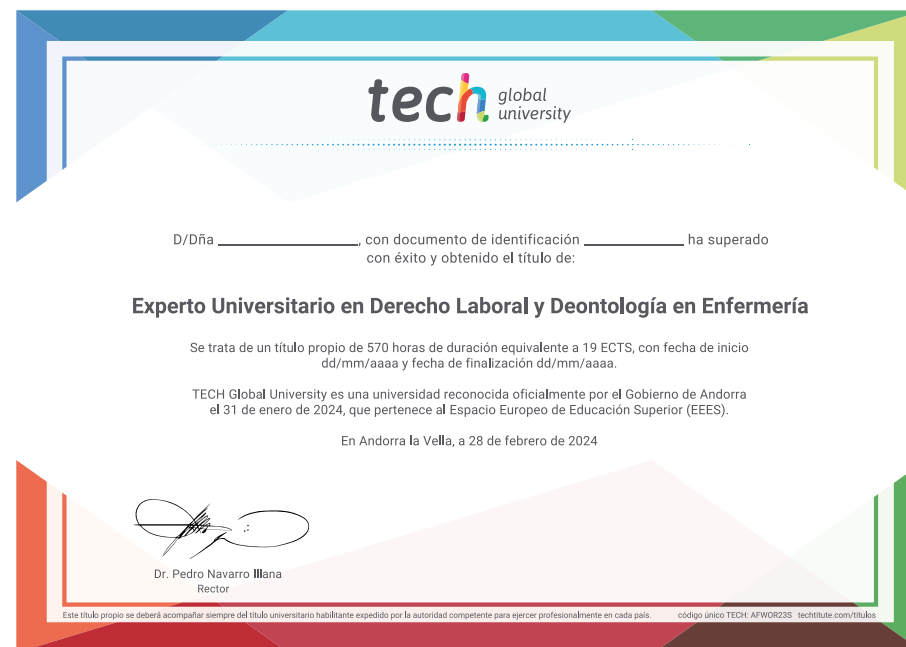 tech global university
D/Dña ____________, con documento de identificación ____________ ha superado
con éxito y obtenido el título de:
Experto Universitario en Derecho Laboral y Deontología en Enfermería
Se trata de un título propio de 570 horas de duración equivalente a 19 ECTS, con fecha de inicio
dd/mm/aaaa y fecha de finalización dd/mm/aaaa.
TECH Global University es una universidad reconocida oficialmente por el Gobierno de Andorra
el 31 de enero de 2024, que pertenece al Espacio Europeo de Educación Superior (EEES).
En Andorra la Vella, a 28 de febrero de 2024
Dr. Pedro Navarro Illana
Rector
Este título propio se deberá acompañar siempre del título universitario habilitante expedido por la autoridad competente para ejercer profesionalmente en cada país. código único TECH: AFWOR23S techtitute.com/titulos